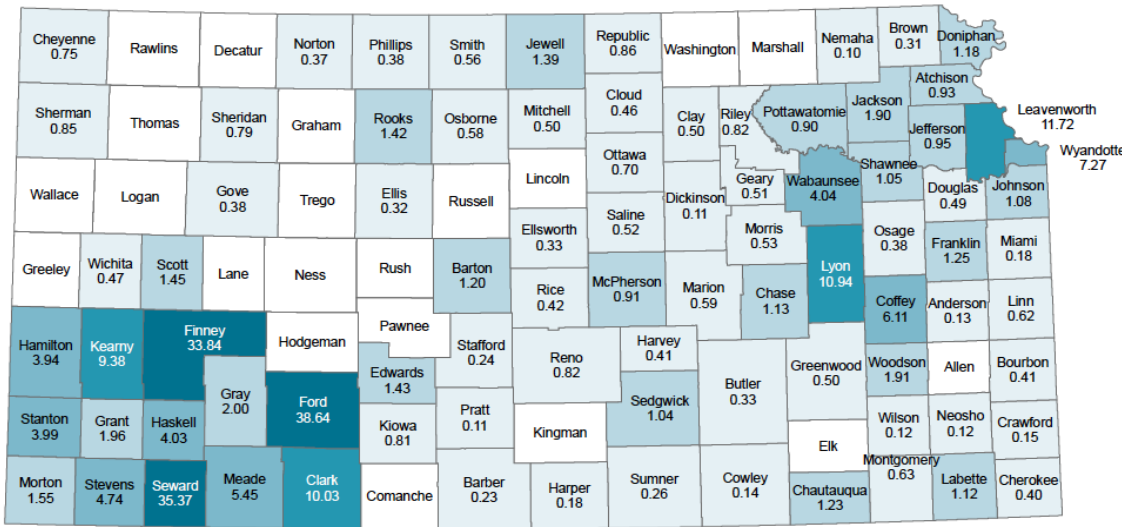 Cheyenne
0.75
Rawlins
Decatur
Norton
0.37
Phillips
0.38
Smith
0.56
Jewell
1.39
Republic
0.86
Washington
Marshall
Nemaha
0.10
Brown
0.31
Doniphan
1.18
Atchison
0.93
Sherman
0.85
Thomas
Sheridan
0.79
Graham
Rooks
1.42
Osborne
0.58
Mitchell
0.50
Cloud
0.46
Clay
0.50
Riley
0.82
Pottawatomie
0.90
Jackson
1.90
Jefferson
0.95
Leavenworth
11.72
Wyandotte
7.27
Wallace
Logan
Gove
0.38
Trego
Ellis
0.32
Russell
Lincoln
Ottawa
0.70
Saline
0.52
Dickinson
0.11
Geary
0.51
Wabaunsee
4.04
Shawnee
1.05
Douglas
0.49
Johnson
1.08
Greeley
Wichita
0.47
Scott
1.45
Lane
Ness
Rush
Barton
1.20
Ellsworth
0.33
Rice
0.42
McPherson
0.91
Marion
0.59
Morris
0.53
Chase
1.13
Lyon
10.94
Osage
0.38
Franklin
1.25
Miami
0.18
Coffey
6.11
Anderson
0.13
Linn
0.62
Hamilton
3.94
Kearny
9.38
Finney
33.84
Hodgeman
Pawnee
Edwards
1.43
Stafford
0.24
Reno
0.82
Harvey
0.41
Sedgwick
1.04
Butler
0.33
Greenwood
0.50
Woodson
1.91
Allen
Bourbon
0.41
Stanton
3.99
Grant
1.96
Haskell
4.03
Gray
2.00
Ford
38.64
Kiowa
0.81
Pratt
0.11
Kingman
Elk
Wilson
0.12
Neosho
0.12
Crawford
0.15
Morton
1.55
Stevens
4.74
Seward
35.37
Meade
5.45
Clark
10.03
Comanche
Barber
0.23
Harper
0.18
Sumner
0.26
Cowley
0.14
Chautauqua
1.23
Montgomery
0.63
Labette
1.12
Cherokee
0.40